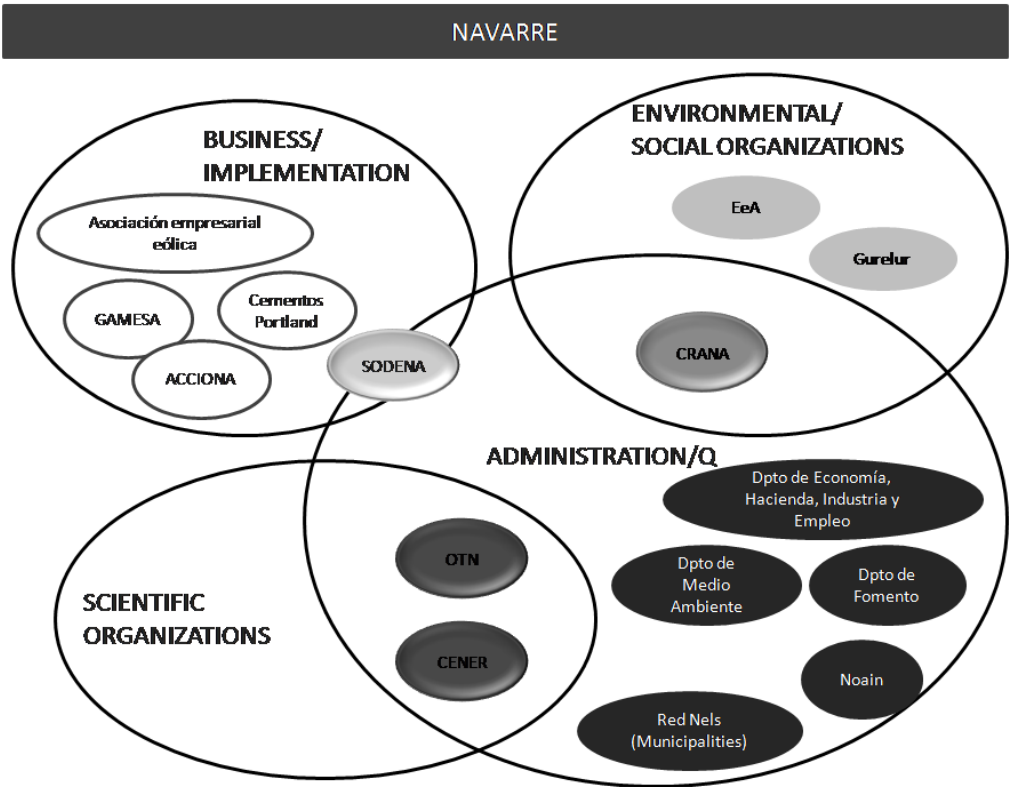 NAVARRE
BUSINESS/
IMPLEMENTATION
Asociación empresarial
eólica
GAMESA
Cementos
Portland
ACCIONA
SODENA
ENVIRONMENTAL/
SOCIAL ORGANIZATIONS
EeA
Gurelur
CRANA
ADMINISTRATION/Q
Dpto de Economía,
Hacienda, Industria y
Empleo
Dpto de
Medio
Ambiente
Dpto de
Fomento
Noain
Red Nels
(Municipalities)
SCIENTIFIC
ORGANIZATIONS
OTN
CENER